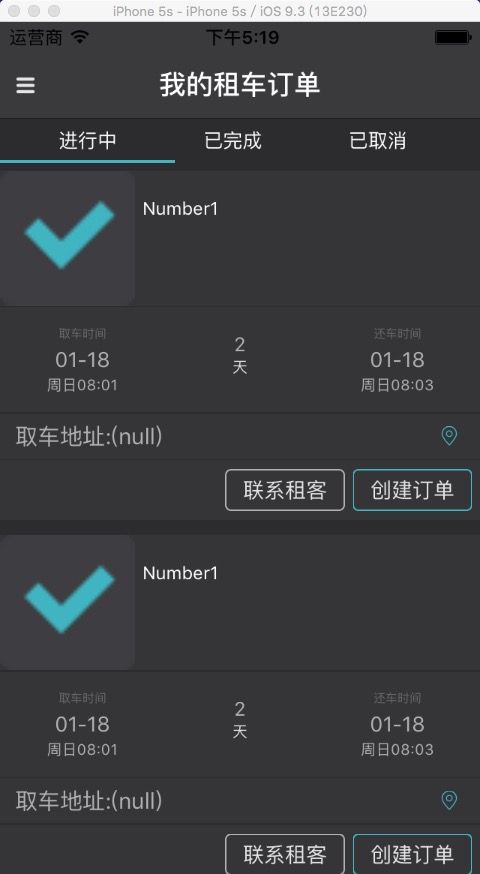 iPhone 5s - iPhone 5s / iOS 9.3 (13E230)
运营商 下午5:19
我的租车订单
进行中 已完成 已取消
Number1
取车时间 还车时间
01-18 2 01-18
周日08:01 天 周日08:03
取车地址:(null)
联系租客 创建订单
Number1
取车时间 还车时间
01-18 2 01-18
周日08:01 天 周日08:03
取车地址:(null)
联系租客 创建订单